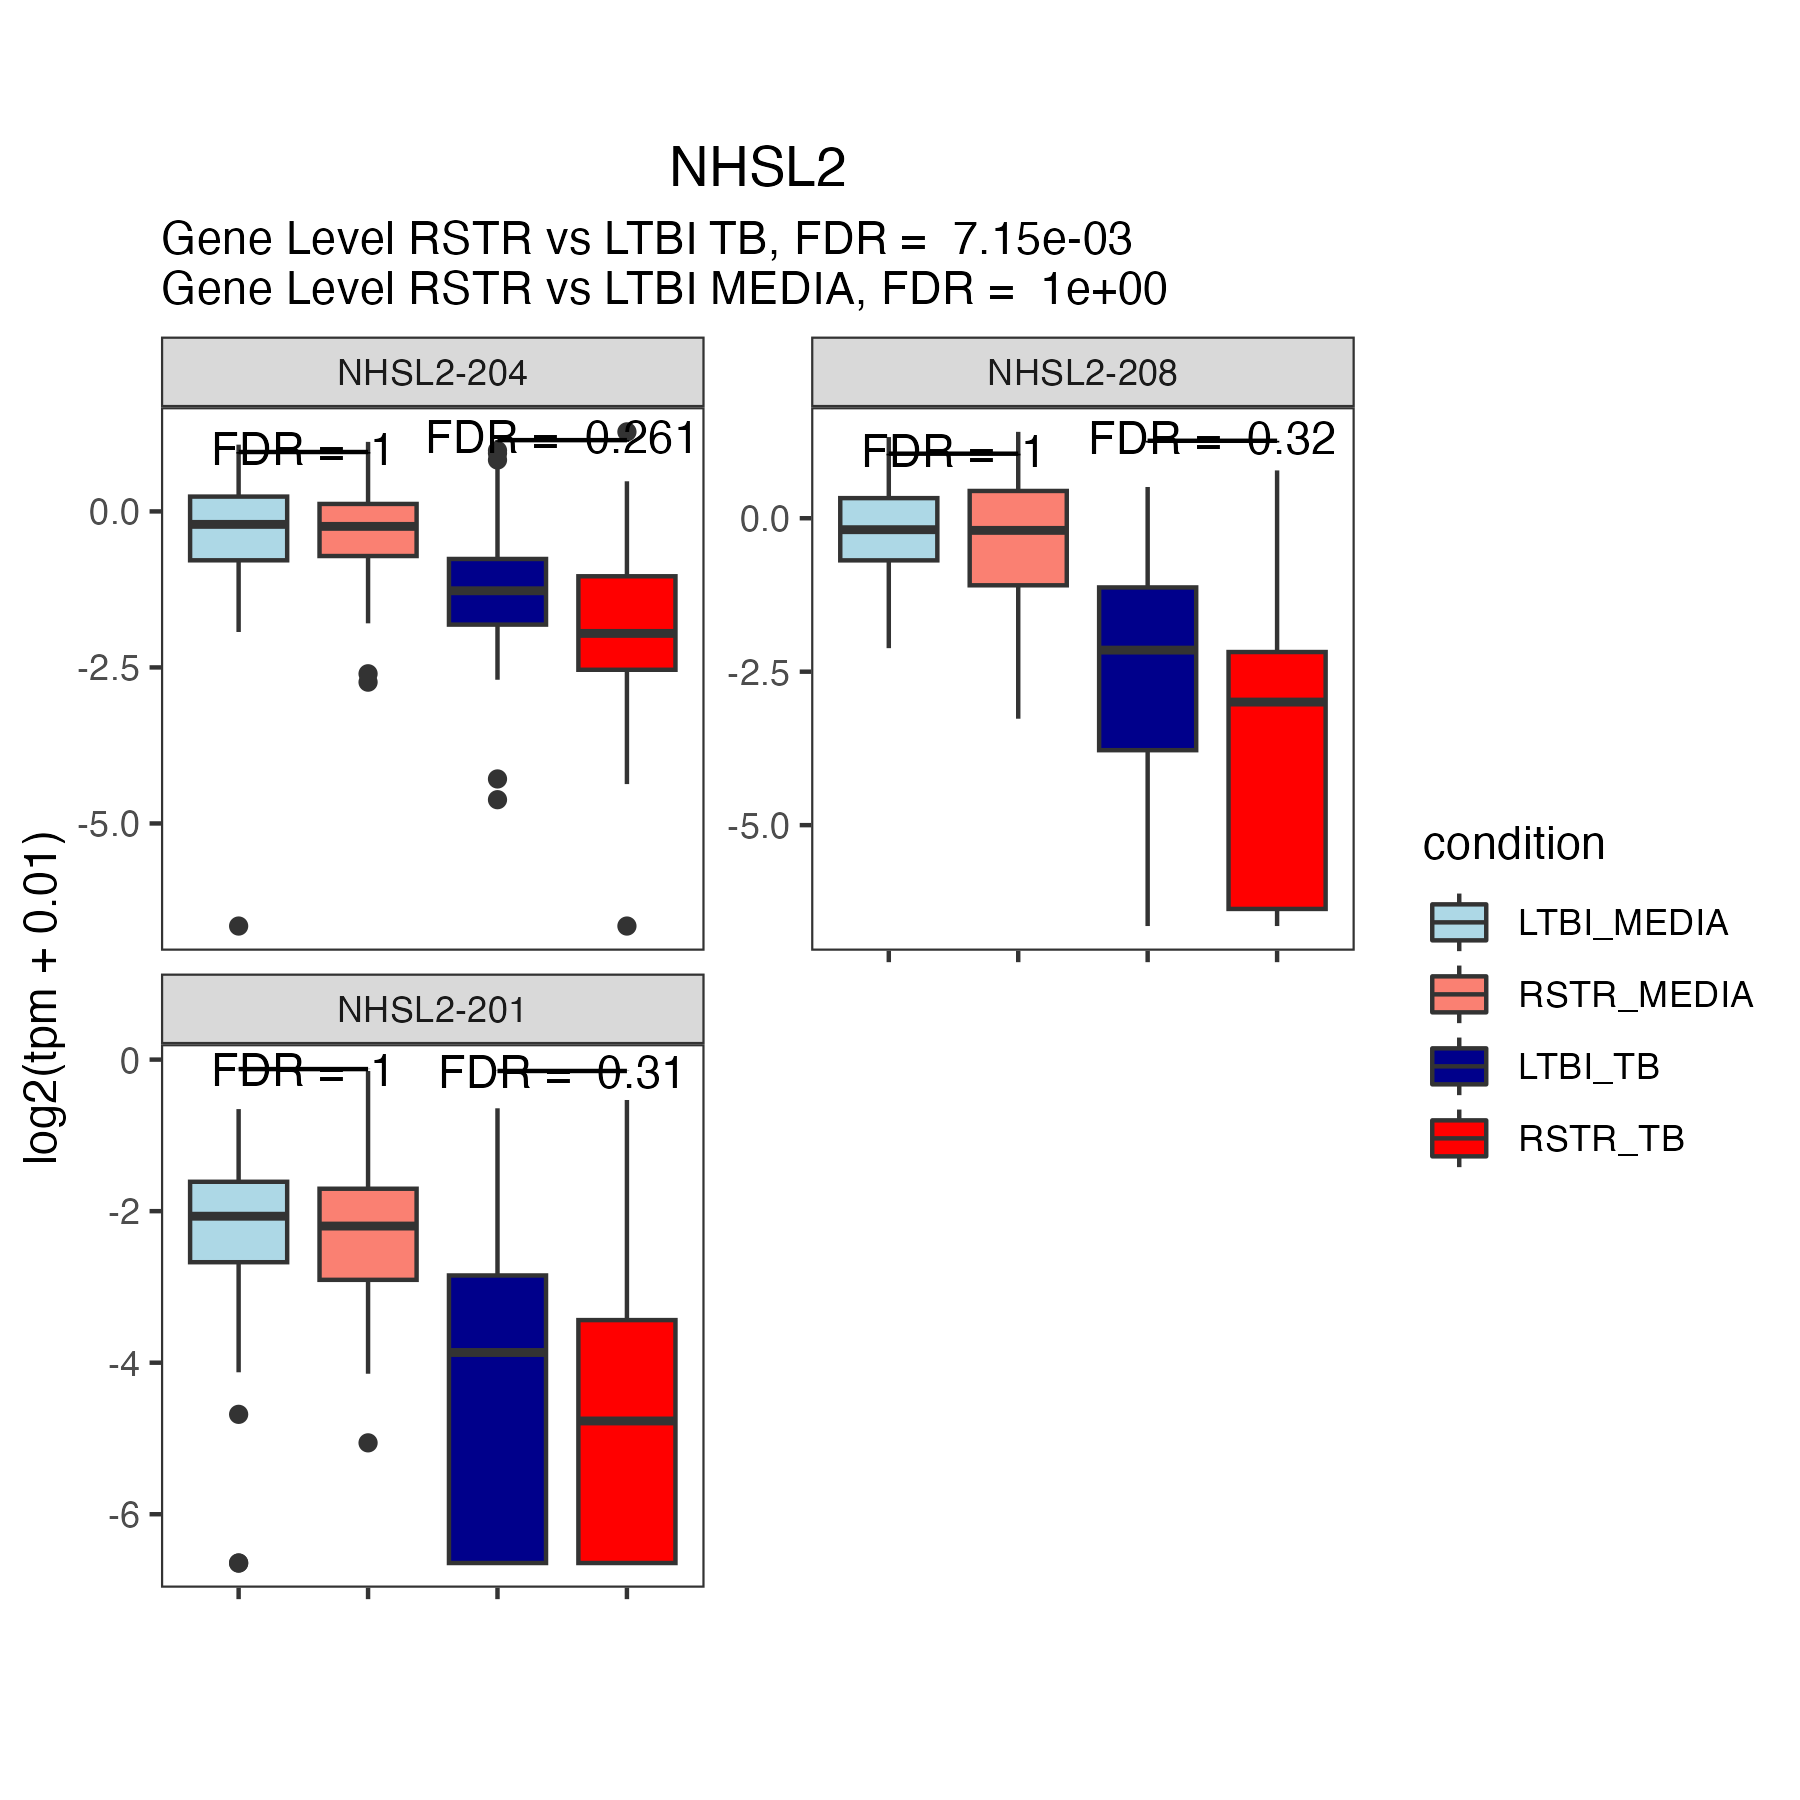 NHSL2
Gene Level RSTR vs LTBI TB, FDR = 7.15e-03
Gene Level RSTR vs LTBI MEDIA, FDR = 1e+00
NHSL2-204
FDR = 1
FDR = 0.261
0.0
-2.5
-5.0
NHSL2-208
FDR = 1
FDR = 0.32
0.0
-2.5
-5.0
NHSL2-201
FDR = 1
FDR = 0.31
0
-2
-4
-6
log2(tpm + 0.01)
condition
LTBI_MEDIA
RSTR_MEDIA
LTBI_TB
RSTR_TB